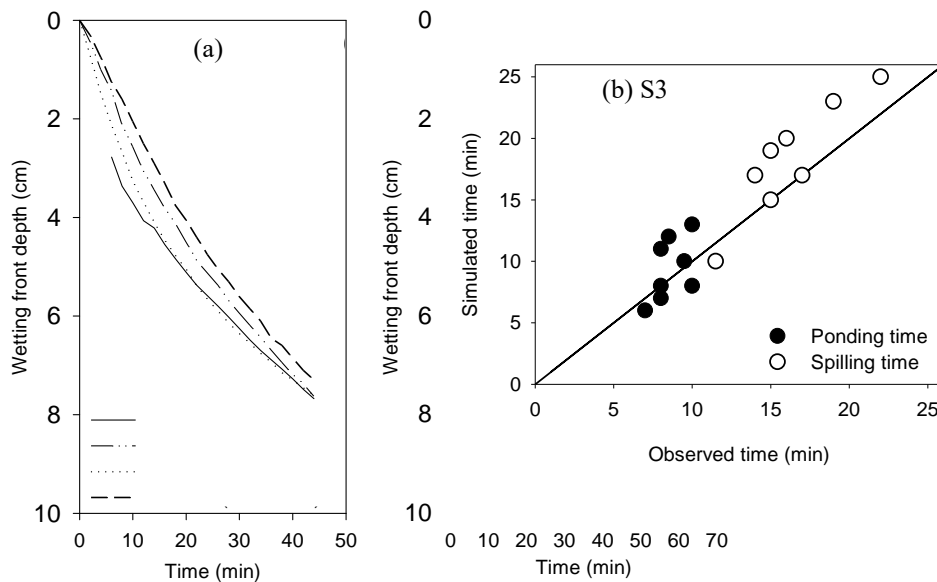 (a)
Wetting front depth (cm)
0
2
4
6
8
10
0 10 20 30 40 50
Time (min)
Wetting front depth (cm)
0
2
4
6
8
10
0 10 20 30 40 50 60 70
Time (min)
(b) S3
Simulated time (min)
25
20
15
10
5
0
Ponding time
Spilling time
0 5 10 15 20 25
Observed time (min)